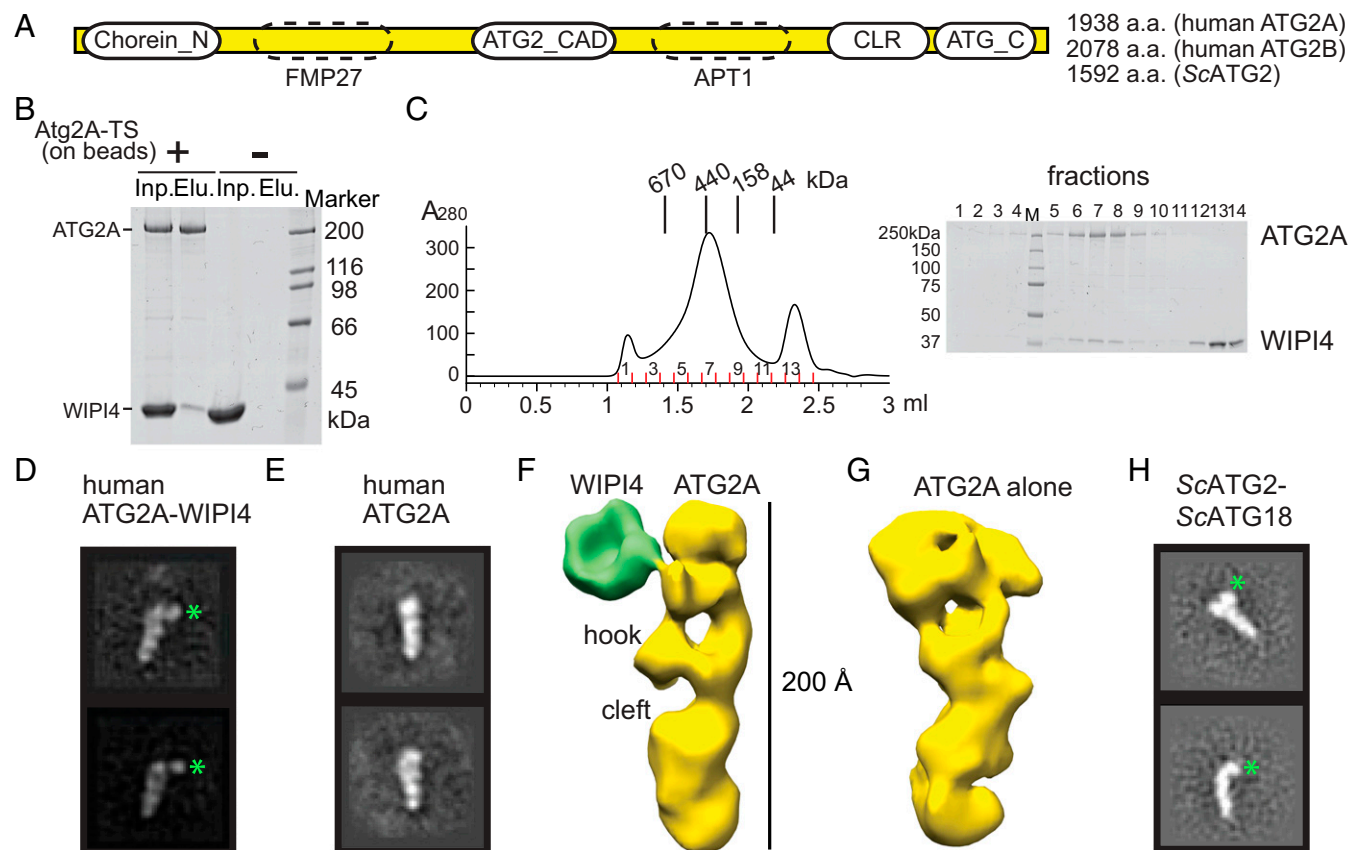 A
Chorein_N
ATG2_CAD
CLR
ATG_C
FMP27
APT1
1938 a.a. (human ATG2A)
2078 a.a. (human ATG2B)
1592 a.a. (ScATG2)
B
Atg2A-TS
(on beads) + -
Inp. Elu. Inp. Elu. Marker
ATG2A
200
116
98
66
45
WIPI4
kDa
C
670 440 158 44 kDa
A280
300
200
100
0
1 3 5 7 9 11 13
0 0.5 1 1.5 2 2.5 3 ml
fractions
1 2 3 4 M 5 6 7 8 9 10 11 12 13 14
250kDa
150
100
75
50
37
ATG2A
WIPI4
D
human
ATG2A-WIPI4
*
*
E
human
ATG2A
F
WIPI4 ATG2A
hook
cleft
200 Å
G
ATG2A alone
H
ScATG2-
ScATG18
*
*